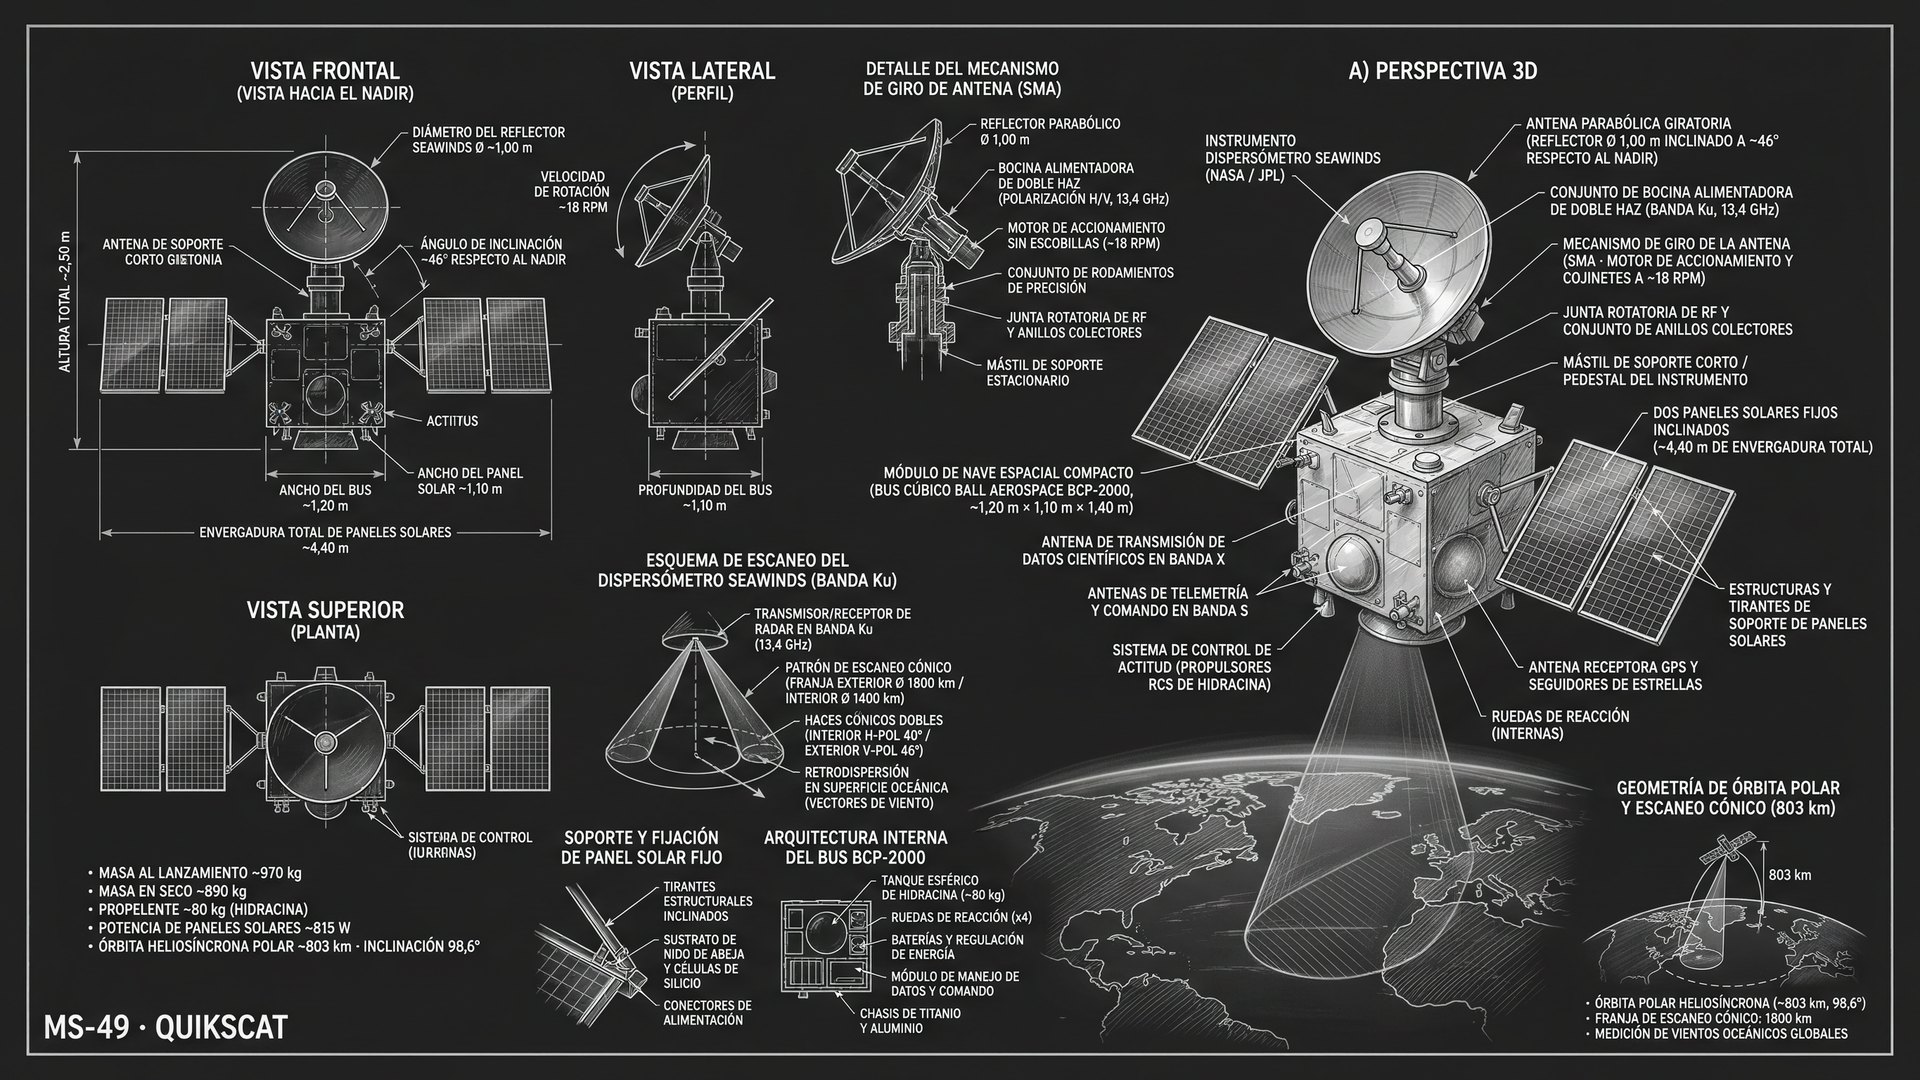 VISTA FRONTAL
(VISTA HACIA EL NADIR)
DIÁMETRO DEL REFLECTOR
SEAWINDS Ø ~1,00 m
ALTURA TOTAL ~2,50 m
ANTENA DE SOPORTE
CORTO
ÁNGULO DE INCLINACIÓN
~46° RESPECTO AL NADIR
ANCHO DEL PANEL
SOLAR ~1,10 m
ANCHO DEL BUS
~1,20 m
ENVERGADURA TOTAL DE PANELES SOLARES
~4,40 m
VISTA LATERAL
(PERFIL)
VELOCIDAD
DE ROTACIÓN
~18 RPM
PROFUNDIDAD DEL BUS
~1,10 m
DETALLE DEL MECANISMO
DE GIRO DE ANTENA (SMA)
REFLECTOR PARABÓLICO
Ø 1,00 m
BOCINA ALIMENTADORA
DE DOBLE HAZ
(POLARIZACIÓN H/V, 13,4 GHz)
MOTOR DE ACCIONAMIENTO
SIN ESCOBILLAS (~18 RPM)
CONJUNTO DE RODAMIENTOS
DE PRECISIÓN
JUNTA ROTATORIA DE RF
Y ANILLOS COLECTORES
MÁSTIL DE SOPORTE
ESTACIONARIO
A) PERSPECTIVA 3D
INSTRUMENTO
DISPERSÓMETRO SEAWINDS
(NASA / JPL)
ANTENA PARABÓLICA GIRATORIA
(REFLECTOR Ø 1,00 m INCLINADO A ~46°
RESPECTO AL NADIR)
CONJUNTO DE BOCINA ALIMENTADORA
DE DOBLE HAZ (BANDA Ku, 13,4 GHz)
MECANISMO DE GIRO DE LA ANTENA
(SMA · MOTOR DE ACCIONAMIENTO Y
COJINETES A ~18 RPM)
JUNTA ROTATORIA DE RF Y
CONJUNTO DE ANILLOS COLECTORES
MÁSTIL DE SOPORTE CORTO /
PEDESTAL DEL INSTRUMENTO
DOS PANELES SOLARES FIJOS
INCLINADOS
(~4,40 m DE ENVERGADURA TOTAL)
MÓDULO DE NAVE ESPACIAL COMPACTO
(BUS CÚBICO BALL AEROSPACE BCP-2000,
~1,20 m × 1,10 m × 1,40 m)
ANTENA DE TRANSMISIÓN DE
DATOS CIENTÍFICOS EN BANDA X
ANTENAS DE TELEMETRÍA
Y COMANDO EN BANDA S
SISTEMA DE CONTROL DE
ACTITUD (PROPULSORES
RCS DE HIDRACINA)
ESTRUCTURAS Y
TIRANTES DE
SOPORTE DE PANELES
SOLARES
ANTENA RECEPTORA GPS Y
SEGUIDORES DE ESTRELLAS
RUEDAS DE REACCIÓN
(INTERNAS)
VISTA SUPERIOR
(PLANTA)
DE CONTROL
ESQUEMA DE ESCANEO DEL
DISPERSÓMETRO SEAWINDS (BANDA Ku)
TRANSMISOR/RECEPTOR DE
RADAR EN BANDA Ku
(13,4 GHz)
PATRÓN DE ESCANEO CÓNICO
(FRANJA EXTERIOR Ø 1800 km /
INTERIOR Ø 1400 km)
HACES CÓNICOS DOBLES
(INTERIOR H-POL 40° /
EXTERIOR V-POL 46°)
RETRODISPERSIÓN
EN SUPERFICIE OCEÁNICA
(VECTORES DE VIENTO)
• MASA AL LANZAMIENTO ~970 kg
• MASA EN SECO ~890 kg
• PROPELENTE ~80 kg (HIDRACINA)
• POTENCIA DE PANELES SOLARES ~815 W
• ÓRBITA HELIOSÍNCRONA POLAR ~803 km · INCLINACIÓN 98,6°
SOPORTE Y FIJACIÓN
DE PANEL SOLAR FIJO
TIRANTES
ESTRUCTURALES
INCLINADOS
SUSTRATO DE
NIDO DE ABEJA
Y CÉLULAS DE
SILICIO
CONECTORES DE
ALIMENTACIÓN
ARQUITECTURA INTERNA
DEL BUS BCP-2000
TANQUE ESFÉRICO
DE HIDRACINA (~80 kg)
RUEDAS DE REACCIÓN (x4)
BATERÍAS Y REGULACIÓN
DE ENERGÍA
MÓDULO DE MANEJO DE
DATOS Y COMANDO
CHASIS DE TITANIO
Y ALUMINIO
GEOMETRÍA DE ÓRBITA POLAR
Y ESCANEO CÓNICO (803 km)
803 km
• ÓRBITA POLAR HELIOSÍNCRONA (~803 km, 98,6°)
• FRANJA DE ESCANEO CÓNICO: 1800 km
• MEDICIÓN DE VIENTOS OCEÁNICOS GLOBALES
MS-49 · QUIKSCAT